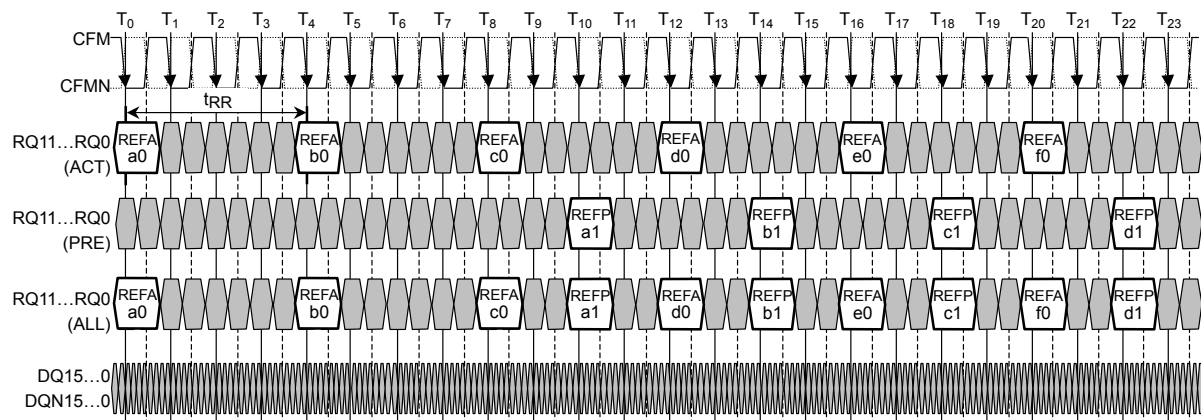 T0 T1 T2 T3 T4 T5 T6 T7 T8 T9 T10 T11 T12 T13 T14 T15 T16 T17 T18 T19 T20 T21 T22 T23
CFM
CFMN
tRR
RQ11…RQ0
(ACT)
REFA a0
REFA b0
REFA c0
REFA d0
REFA e0
REFA f0
RQ11…RQ0
(PRE)
REFP a1
REFP b1
REFP c1
REFP d1
RQ11…RQ0
(ALL)
REFA a0
REFA b0
REFA c0
REFP a1
REFA d0
REFP b1
REFA e0
REFP c1
REFA f0
REFP d1
DQ15…0
DQN15…0